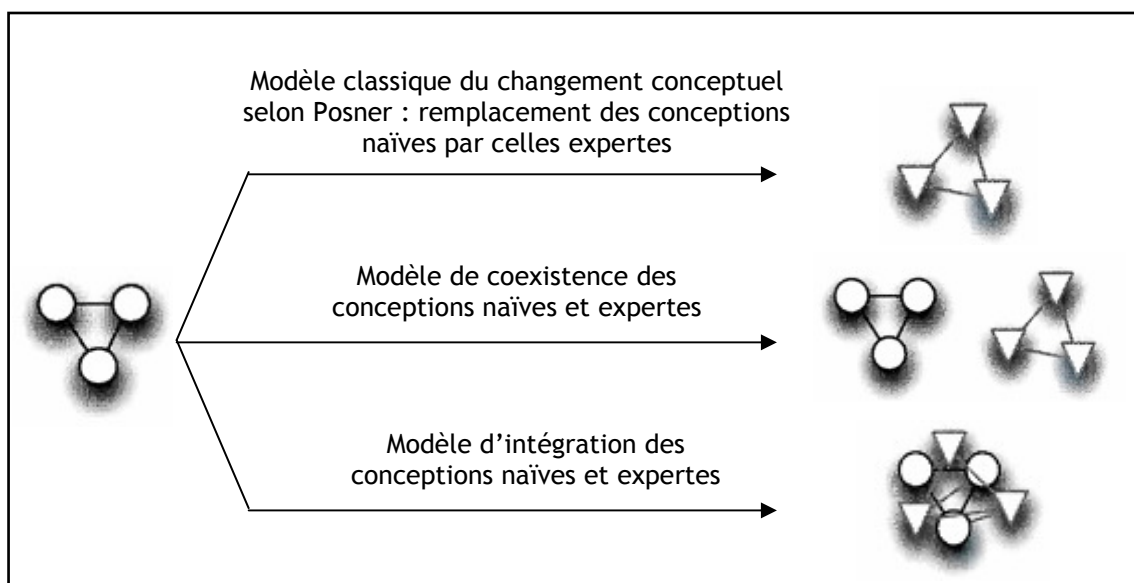 Modèle classique du changement conceptuel
selon Posner : remplacement des conceptions
naïves par celles expertes
Modèle de coexistence des
conceptions naïves et expertes
Modèle d’intégration des
conceptions naïves et expertes